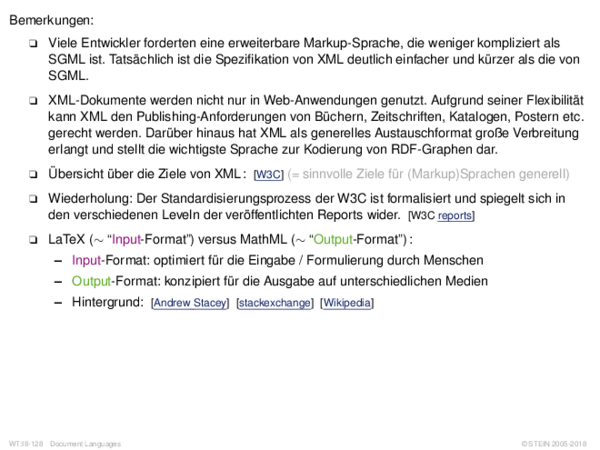 Bemerkungen:
❑ Viele Entwickler forderten eine erweiterbare Markup-Sprache, die weniger kompliziert als
SGML ist. Tatsächlich ist die Spezifikation von XML deutlich einfacher und kürzer als die von
SGML.
❑ XML-Dokumente werden nicht nur in Web-Anwendungen genutzt. Aufgrund seiner Flexibilität
kann XML den Publishing-Anforderungen von Büchern, Zeitschriften, Katalogen, Postern etc.
gerecht werden. Darüber hinaus hat XML als generelles Austauschformat große Verbreitung
erlangt und stellt die wichtigste Sprache zur Kodierung von RDF-Graphen dar.
❑ Übersicht über die Ziele von XML: [W3C] (= sinnvolle Ziele für (Markup)Sprachen generell)
❑ Wiederholung: Der Standardisierungsprozess der W3C ist formalisiert und spiegelt sich in
den verschiedenen Leveln der veröffentlichten Reports wider. [W3C reports]
❑ LaTeX (∼ “Input-Format”) versus MathML (∼ “Output-Format”):
– Input-Format: optimiert für die Eingabe / Formulierung durch Menschen
– Output-Format: konzipiert für die Ausgabe auf unterschiedlichen Medien
– Hintergrund: [Andrew Stacey] [stackexchange] [Wikipedia]
WT:III-128 Document Languages © STEIN 2005-2018